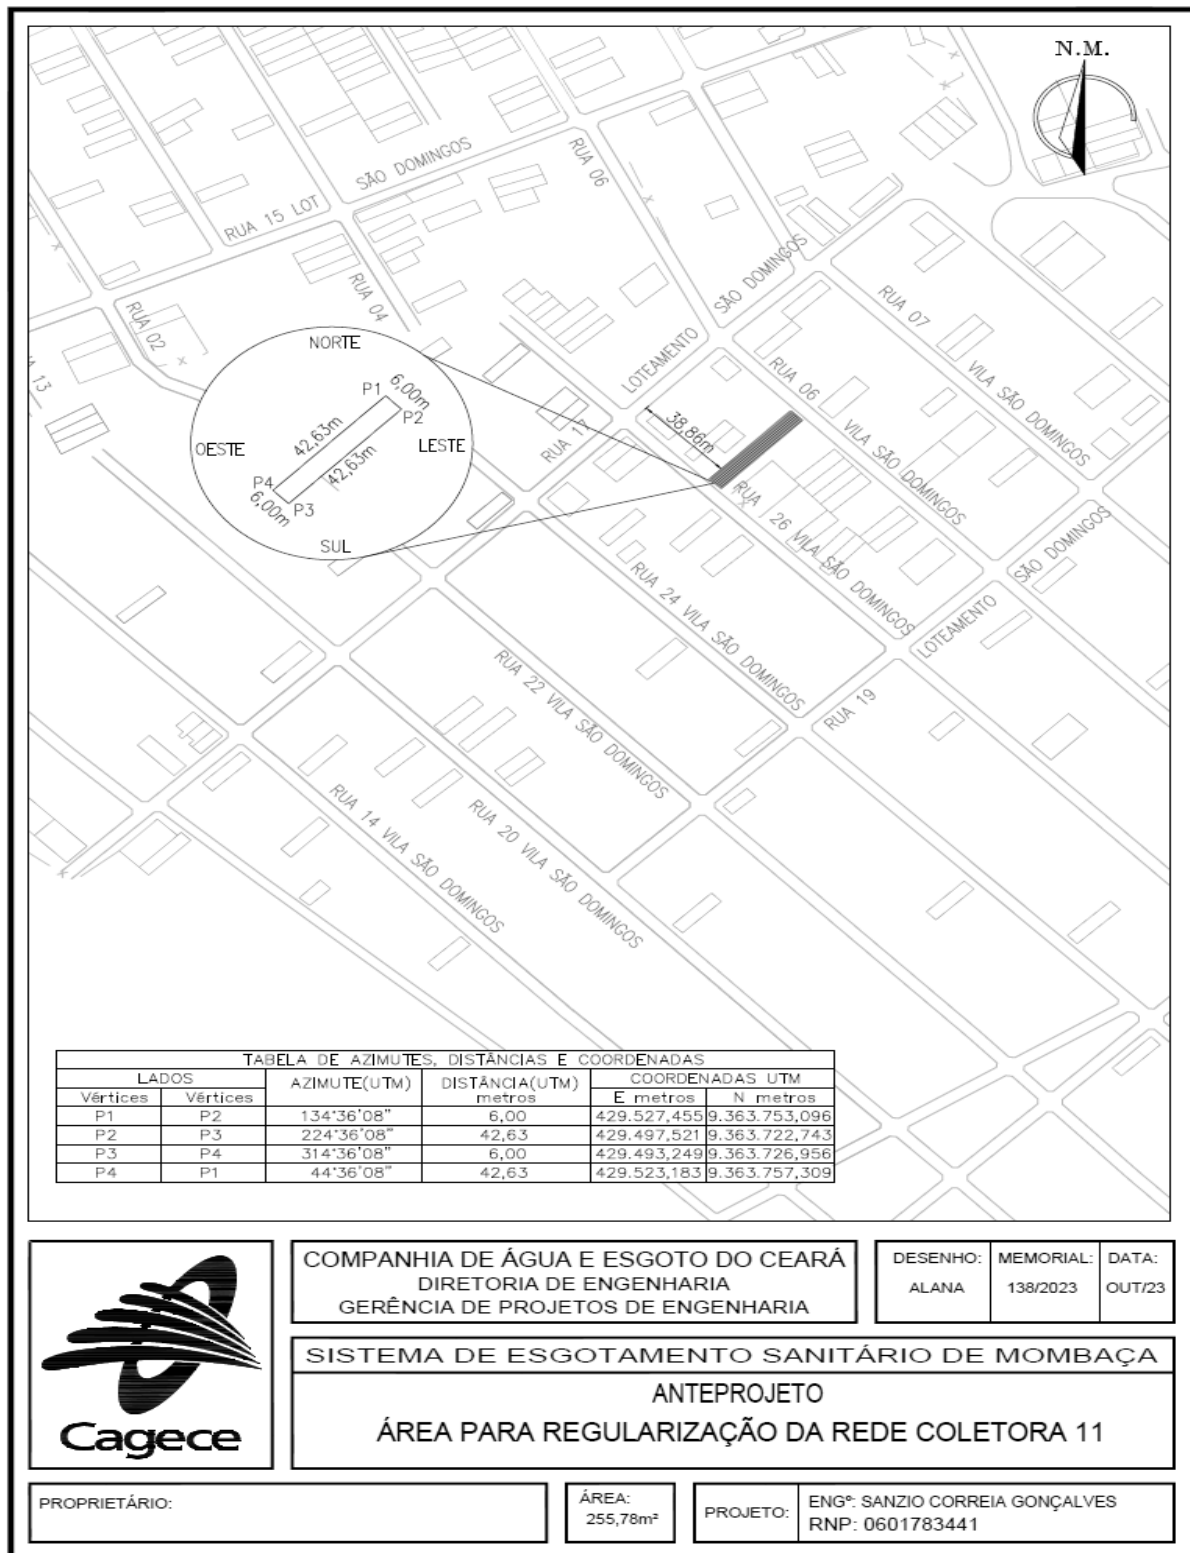 N.M.
SÃO DOMINGOS
RUA 06
RUA 15 LOT
RUA 04
RUA 02
13
SÃO DOMINGOS
RUA 07
LOTEAMENTO
VILA SÃO DOMINGOS
RUA 06
VILA SÃO DOMINGOS
38,86m
RUA 17
NORTE
P1
6,00m
P2
42,63m
42,63m
OESTE
LESTE
P4
6,00m
P3
SUL
RUA 26 VILA SÃO DOMINGOS
SÃO DOMINGOS
LOTEAMENTO
RUA 24 VILA SÃO DOMINGOS
RUA 19
RUA 22 VILA SÃO DOMINGOS
RUA 20 VILA SÃO DOMINGOS
RUA 14 VILA SÃO DOMINGOS
TABELA DE AZIMUTES, DISTÂNCIAS E COORDENADAS
LADOS AZIMUTE(UTM) DISTÂNCIA(UTM) metros COORDENADAS UTM
Vértices Vértices E metros N metros
P1 P2 134°36'08" 6,00 429.527,455 9.363.753,096
P2 P3 224°36'08" 42,63 429.497,521 9.363.722,743
P3 P4 314°36'08" 6,00 429.493,249 9.363.726,956
P4 P1 44°36'08" 42,63 429.523,183 9.363.757,309
Cagece
COMPANHIA DE ÁGUA E ESGOTO DO CEARÁ
DIRETORIA DE ENGENHARIA
GERÊNCIA DE PROJETOS DE ENGENHARIA
DESENHO:
ALANA
MEMORIAL:
138/2023
DATA:
OUT/23
SISTEMA DE ESGOTAMENTO SANITÁRIO DE MOMBAÇA
ANTEPROJETO
ÁREA PARA REGULARIZAÇÃO DA REDE COLETORA 11
PROPRIETÁRIO:
ÁREA:
255,78m²
PROJETO:
ENGº: SANZIO CORREIA GONÇALVES
RNP: 0601783441